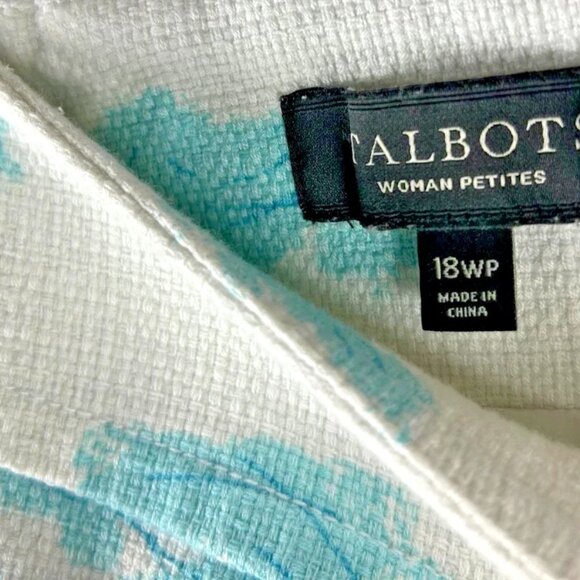 TALBOTS
WOMAN PETITES
18WP
MADE IN
CHINA